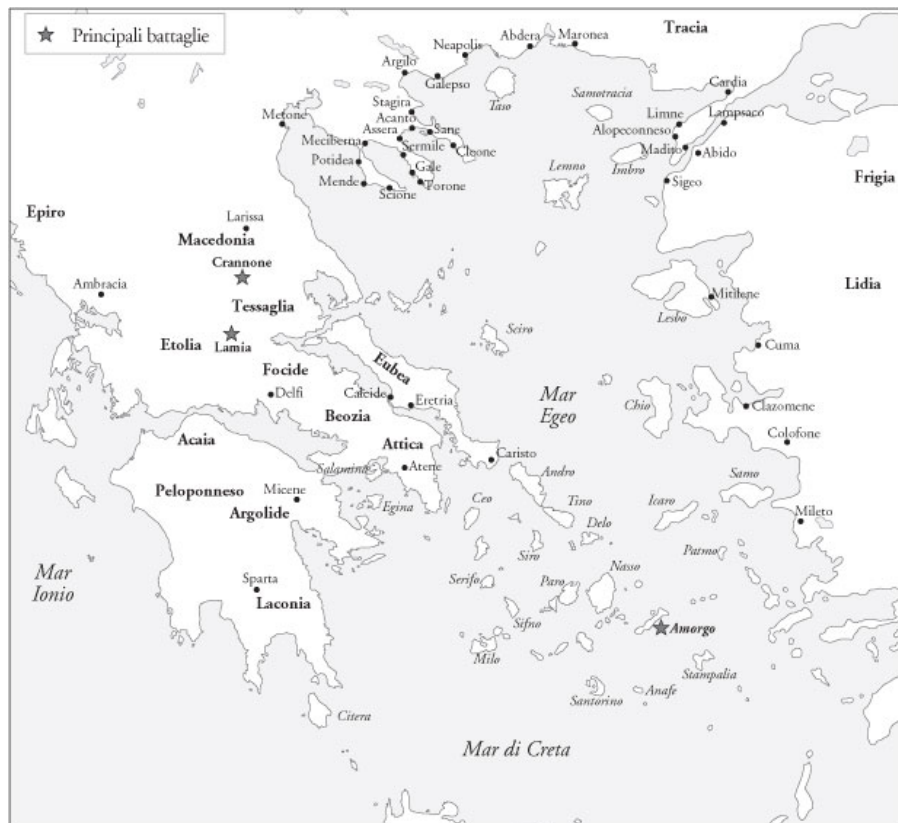 Principali battaglie
Tracia
Abdera
Maronea
Neapolis
Argilo
Galepso
Taso
Samotracia
Cardia
Limne
Lampsaco
Alopeconneso
Madito
Abido
Imbro
Sigeo
Lemno
Frigia
Metone
Stagira
Acanto
Assera
Sane
Meciberna
Sermile
Cleone
Potidea
Gale
Mende
Torone
Scione
Epiro
Larissa
Macedonia
Crannone
Ambracia
Tessaglia
Etolia
Lamia
Focide
Delfi
Eubea
Calcide
Eretria
Beozia
Sciro
Mar
Egeo
Mitilene
Lesbo
Lidia
Cuma
Chio
Clazomene
Colofone
Acaia
Attica
Salamina
Atene
Caristo
Andro
Samo
Peloponneso
Micene
Argolide
Egina
Ceo
Tino
Icaro
Delo
Mileto
Siro
Patmo
Mar
Ionio
Sparta
Laconia
Serifo
Paro
Nasso
Sifno
Amorgo
Milo
Stampalia
Santorino
Anafe
Citera
Mar di Creta